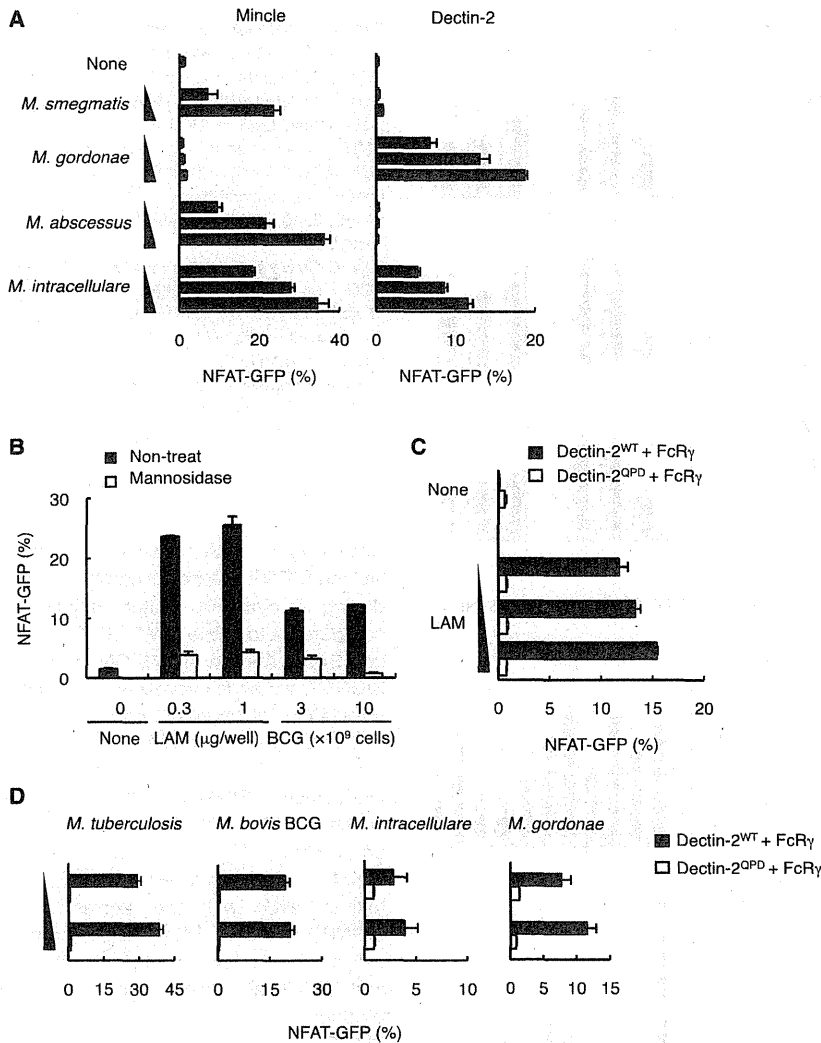 A
Mincle
Dectin-2
None
M. smegmatis
M. gordonae
M. abscessus
M. intracellulare
0 20 40
0 10 20
NFAT-GFP (%)
NFAT-GFP (%)
B
Non-treat
Mannosidase
30
20
10
0
NFAT-GFP (%)
0 0.3 1 3 10
None LAM (μg/well) BCG (×10⁹ cells)
C
Dectin-2ᵂᵀ + FcRγ
Dectin-2QPD + FcRγ
None
LAM
0 5 10 15 20
NFAT-GFP (%)
D
M. tuberculosis
M. bovis BCG
M. intracellulare
M. gordonae
Dectin-2ᵂᵀ + FcRγ
Dectin-2QPD + FcRγ
0 15 30 45
0 15 30
0 5 10
0 5 10 15
NFAT-GFP (%)